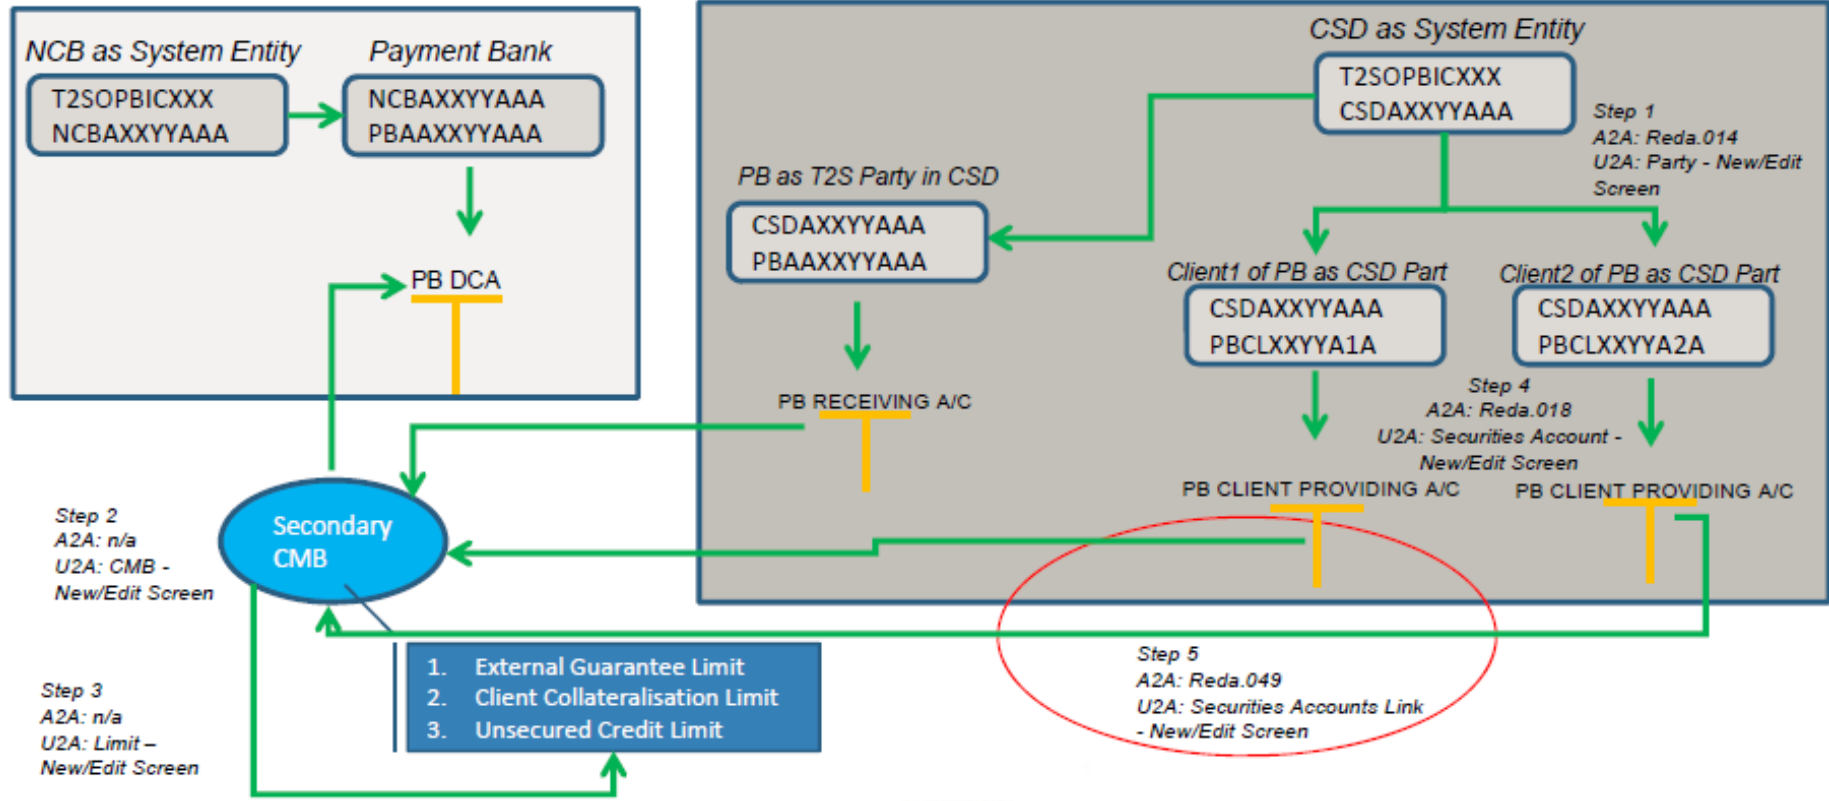 NCB as System Entity
T2SOPBICXXX
NCBAXXYYAAA
Payment Bank
NCBAXXYYAAA
PBAAXXYYAAA
PB DCA
CSD as System Entity
T2SOPBICXXX
CSDAXXYYAAA
Step 1
A2A: Reda.014
U2A: Party - New/Edit
Screen
PB as T2S Party in CSD
CSDAXXYYAAA
PBAAXXYYAAA
Client1 of PB as CSD Part
CSDAXXYYAAA
PBCLXXYYA1A
Client2 of PB as CSD Part
CSDAXXYYAAA
PBCLXXYYA2A
PB RECEIVING A/C
Step 4
A2A: Reda.018
U2A: Securities Account -
New/Edit Screen
PB CLIENT PROVIDING A/C
PB CLIENT PROVIDING A/C
Step 2
A2A: n/a
U2A: CMB -
New/Edit Screen
Secondary
CMB
Step 3
A2A: n/a
U2A: Limit –
New/Edit Screen
1. External Guarantee Limit
2. Client Collateralisation Limit
3. Unsecured Credit Limit
Step 5
A2A: Reda.049
U2A: Securities Accounts Link
- New/Edit Screen